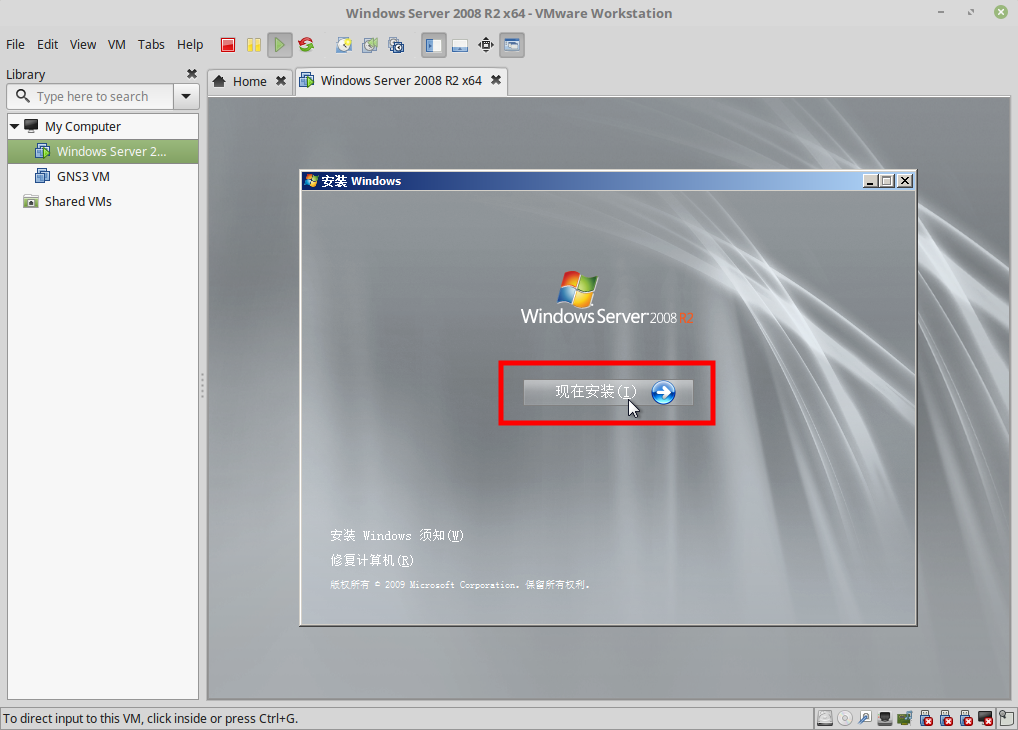 Windows Server 2008 R2 x64 - VMware Workstation
File Edit View VM Tabs Help
Library
Type here to search
Home
Windows Server 2008 R2 x64
My Computer
Windows Server 2...
GNS3 VM
Shared VMs
安装 Windows
Windows Server 2008 R2
现在安装(I)
安装 Windows 须知(W)
修复计算机(R)
版权所有 © 2009 Microsoft Corporation。保留所有权利。
To direct input to this VM, click inside or press Ctrl+G.